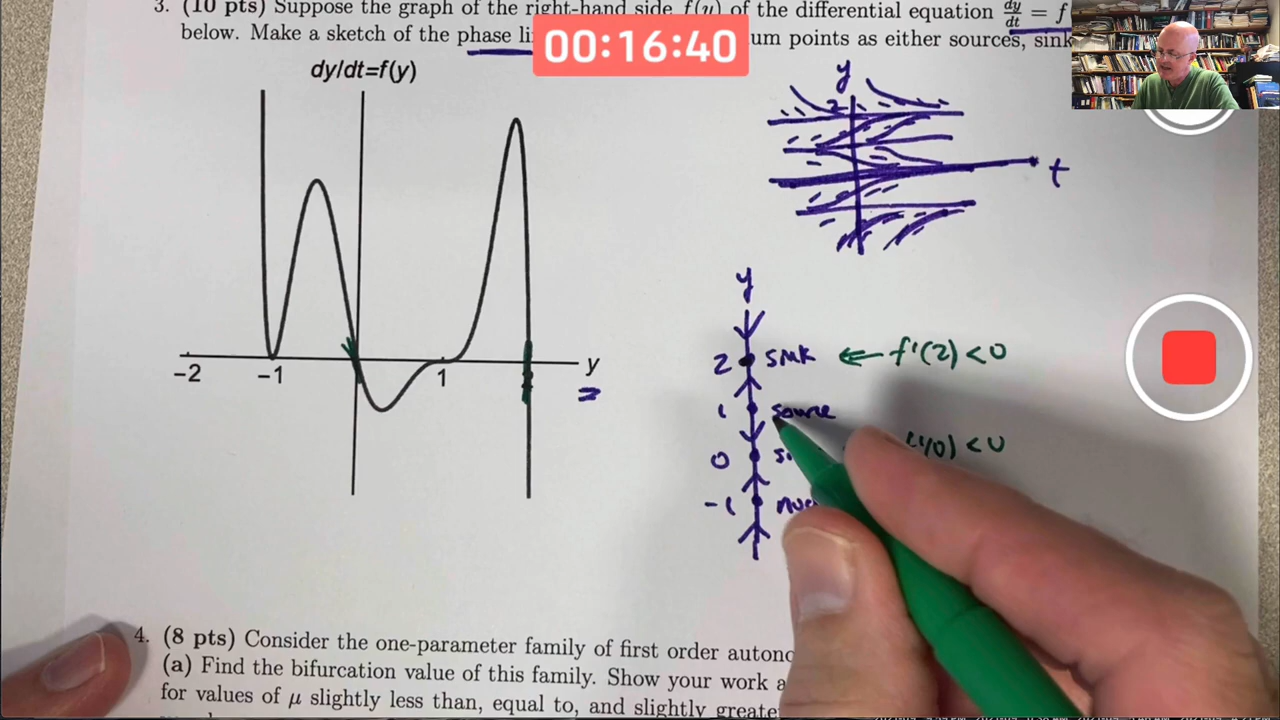 3. (10 pts) Suppose the graph of the right-hand side f(y) of the differential equation dy/dt = f
below. Make a sketch of the phase li
um points as either sources, sink
00:16:40
dy/dt=f(y)
-2 -1 1 y
2
y
t
y
2 sink ← f'(2) < 0
1 source
0
-1
4. (8 pts) Consider the one-parameter family of first order autono
(a) Find the bifurcation value of this family. Show your work a
for values of μ slightly less than, equal to, and slightly greate